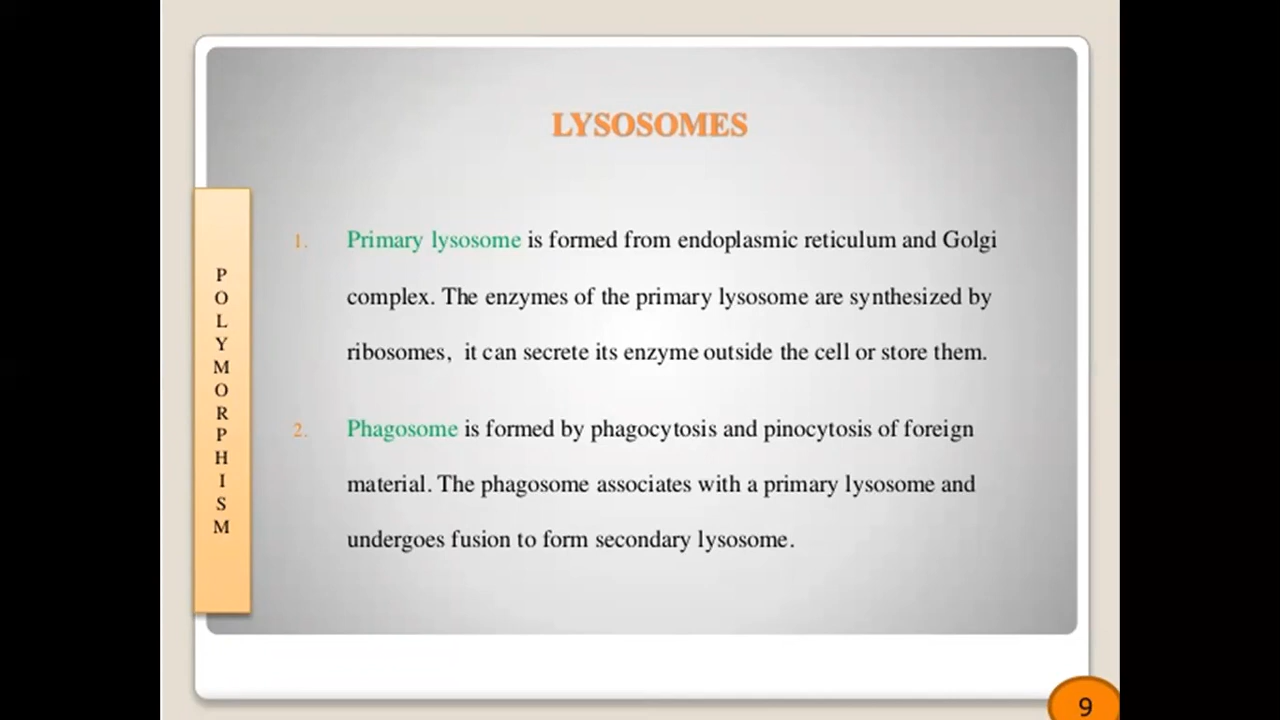 LYSOSOMES
POLYMORPHISM
1. Primary lysosome is formed from endoplasmic reticulum and Golgi
complex. The enzymes of the primary lysosome are synthesized by
ribosomes, it can secrete its enzyme outside the cell or store them.
2. Phagosome is formed by phagocytosis and pinocytosis of foreign
material. The phagosome associates with a primary lysosome and
undergoes fusion to form secondary lysosome.
9